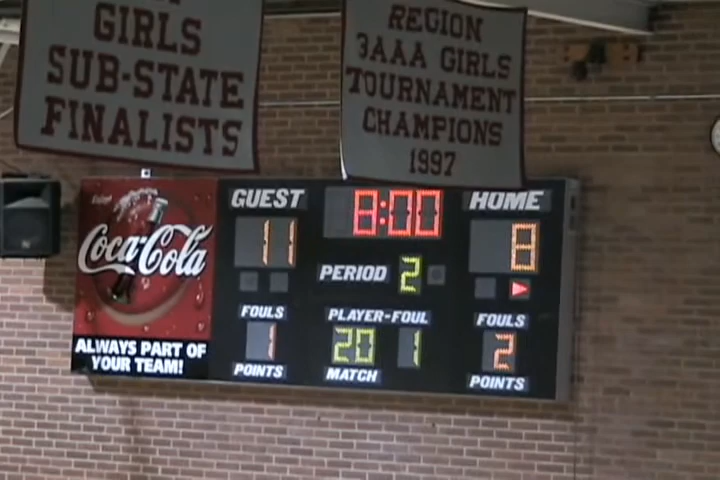 GIRLS
SUB-STATE
FINALISTS
REGION
3AAA GIRLS
TOURNAMENT
CHAMPIONS
1997
GUEST 8:00 HOME
11 8
PERIOD 2
Coca-Cola
FOULS PLAYER-FOUL FOULS
1 20 1 2
POINTS MATCH POINTS
ALWAYS PART OF
YOUR TEAM!